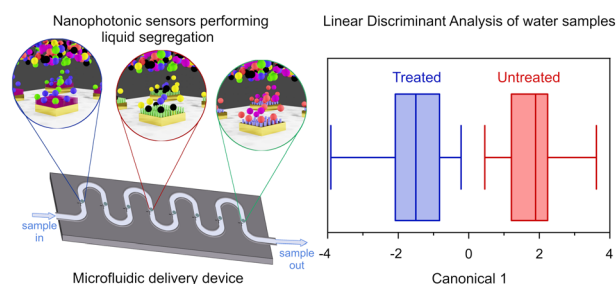 Nanophotonic sensors performing
liquid segregation
sample
in
sample
out
Microfluidic delivery device
Linear Discriminant Analysis of water samples
Treated
Untreated
-4
-2
0
2
4
Canonical 1